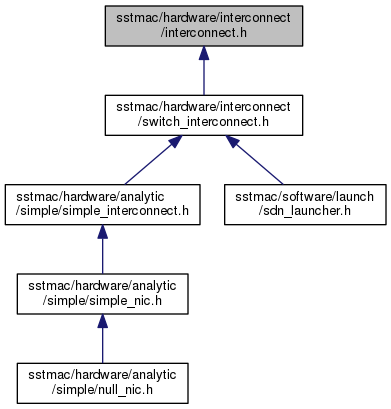 sstmac/hardware/interconnect
/interconnect.h
sstmac/hardware/interconnect
/switch_interconnect.h
sstmac/hardware/analytic
/simple/simple_interconnect.h
sstmac/software/launch
/sdn_launcher.h
sstmac/hardware/analytic
/simple/simple_nic.h
sstmac/hardware/analytic
/simple/null_nic.h